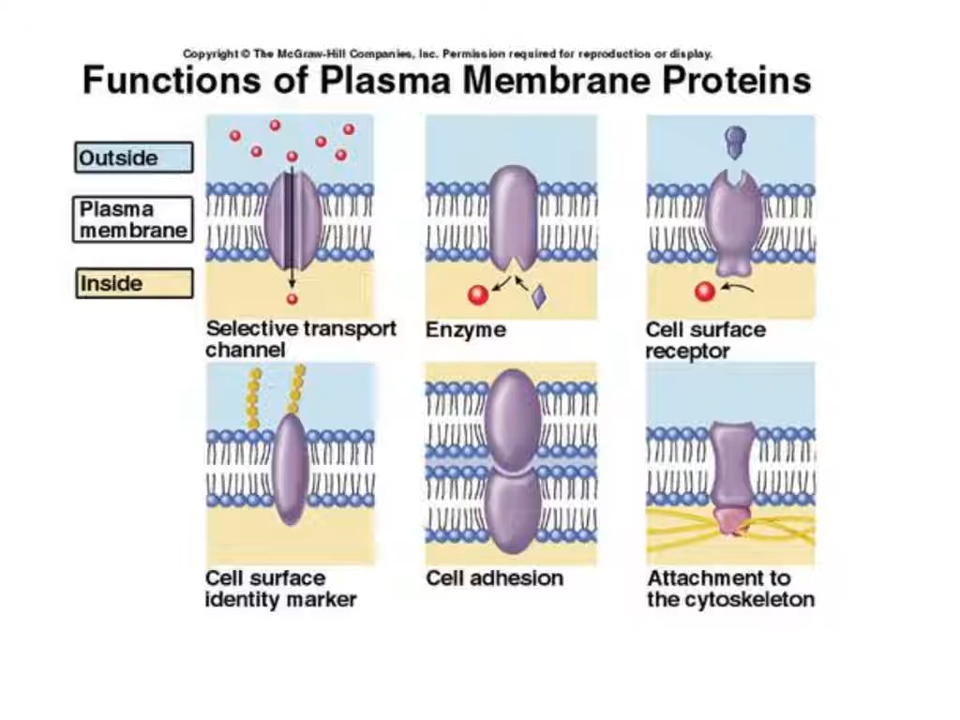 Copyright © The McGraw-Hill Companies, Inc. Permission required for reproduction or display.
Functions of Plasma Membrane Proteins
Outside
Plasma
membrane
Inside
Selective transport
channel
Enzyme
Cell surface
receptor
Cell surface
identity marker
Cell adhesion
Attachment to
the cytoskeleton